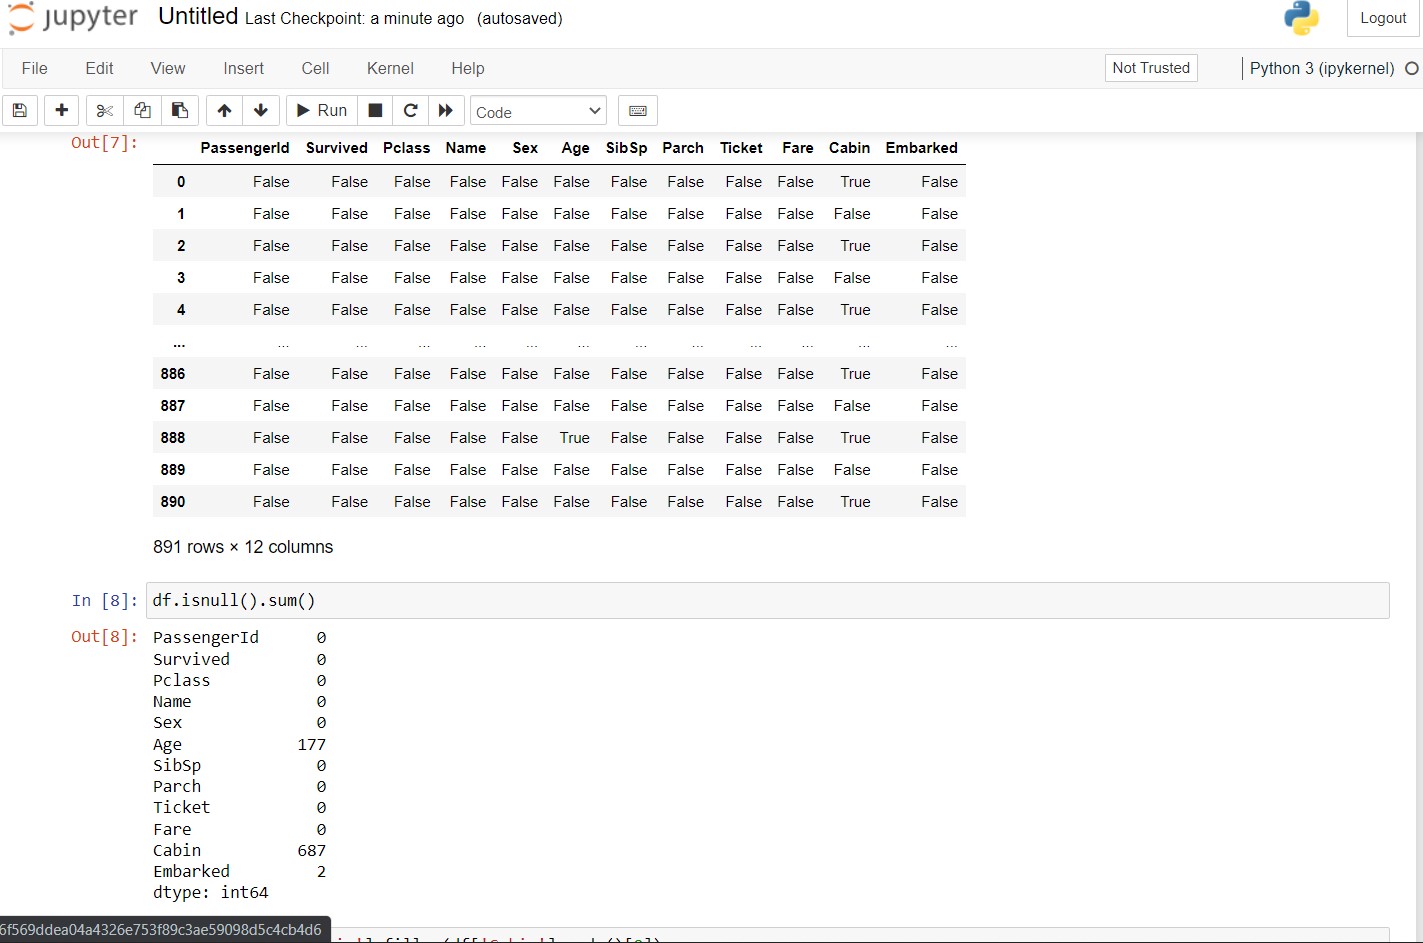 jupyter Untitled Last Checkpoint: a minute ago (autosaved) Logout
File Edit View Insert Cell Kernel Help Not Trusted Python 3 (ipykernel)
Run Code
Out[7]:
PassengerId Survived Pclass Name Sex Age SibSp Parch Ticket Fare Cabin Embarked
0 False False False False False False False False False False True False
1 False False False False False False False False False False False False
2 False False False False False False False False False False True False
3 False False False False False False False False False False False False
4 False False False False False False False False False False True False
... ... ... ... ... ... ... ... ... ... ... ... ...
886 False False False False False False False False False False True False
887 False False False False False False False False False False False False
888 False False False False False True False False False False True False
889 False False False False False False False False False False False False
890 False False False False False False False False False False True False
891 rows × 12 columns
In [8]: df.isnull().sum()
Out[8]: PassengerId 0
Survived 0
Pclass 0
Name 0
Sex 0
Age 177
SibSp 0
Parch 0
Ticket 0
Fare 0
Cabin 687
Embarked 2
dtype: int64
6f569ddea04a4326e753f89c3ae59098d5c4cb4d6